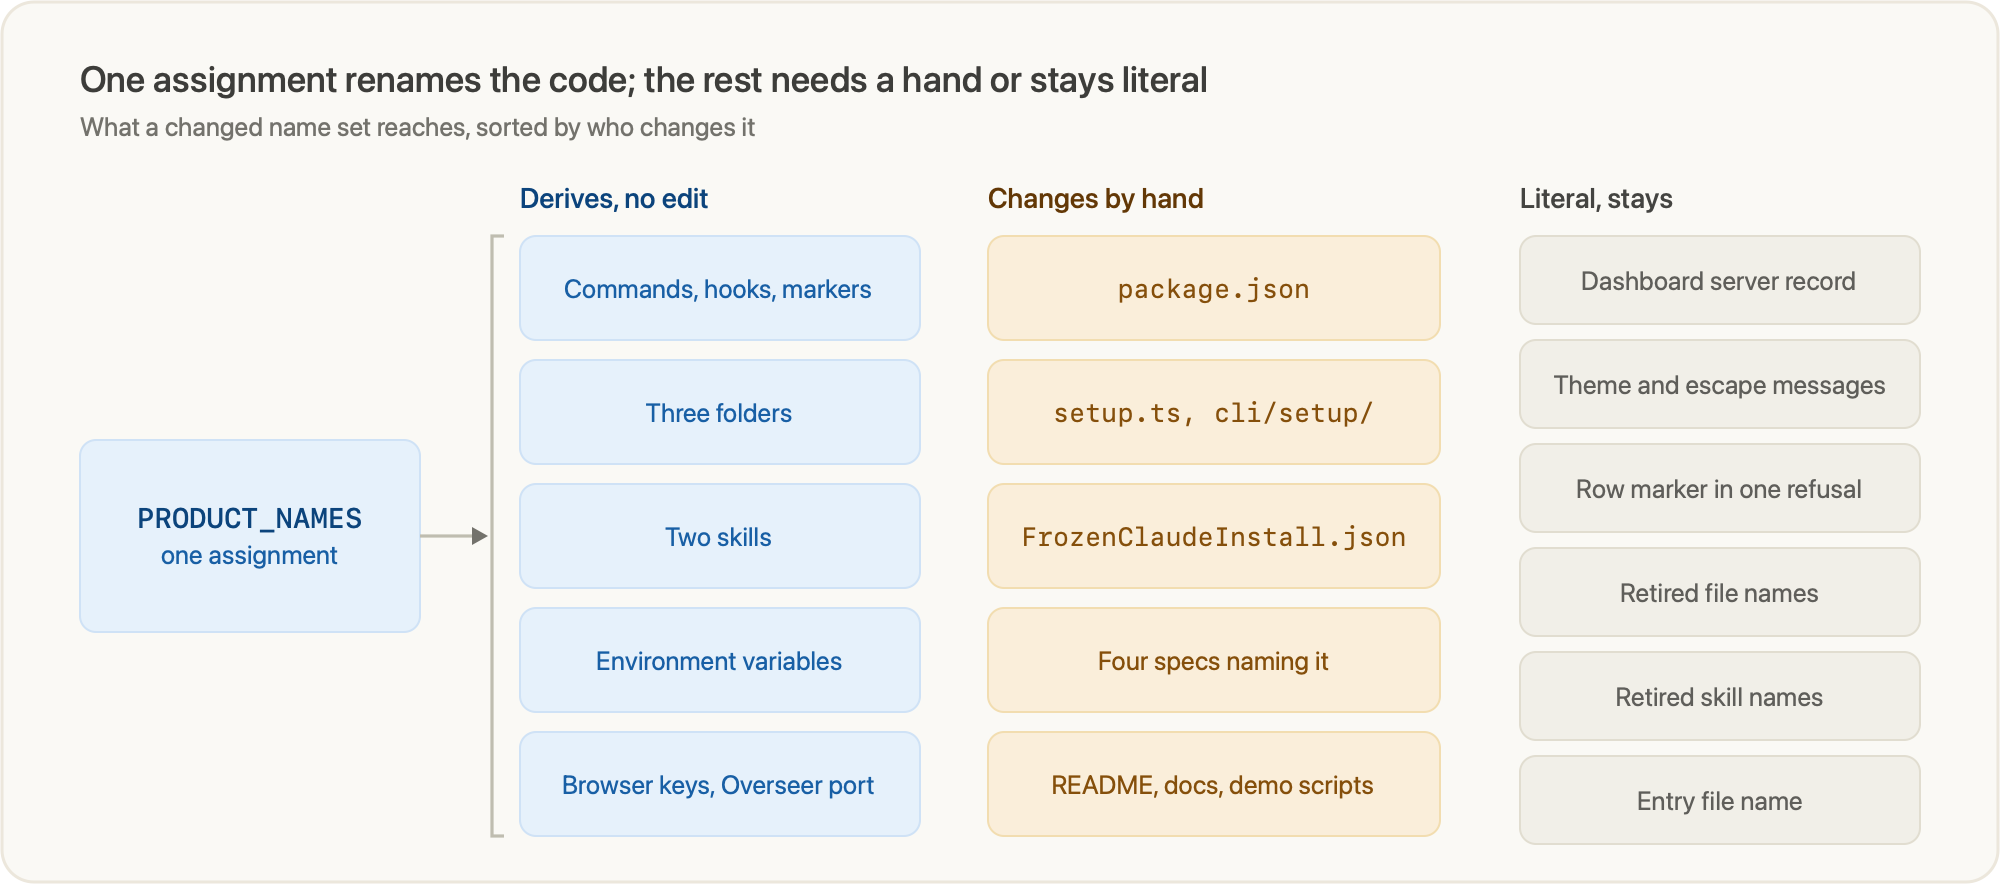 One assignment renames the code; the rest needs a hand or stays literal
What a changed name set reaches, sorted by who changes it
PRODUCT_NAMES
one assignment
Derives, no edit
Commands, hooks, markers
Three folders
Two skills
Environment variables
Browser keys, Overseer port
Changes by hand
package.json
setup.ts, cli/setup/
FrozenClaudeInstall.json
Four specs naming it
README, docs, demo scripts
Literal, stays
Dashboard server record
Theme and escape messages
Row marker in one refusal
Retired file names
Retired skill names
Entry file name